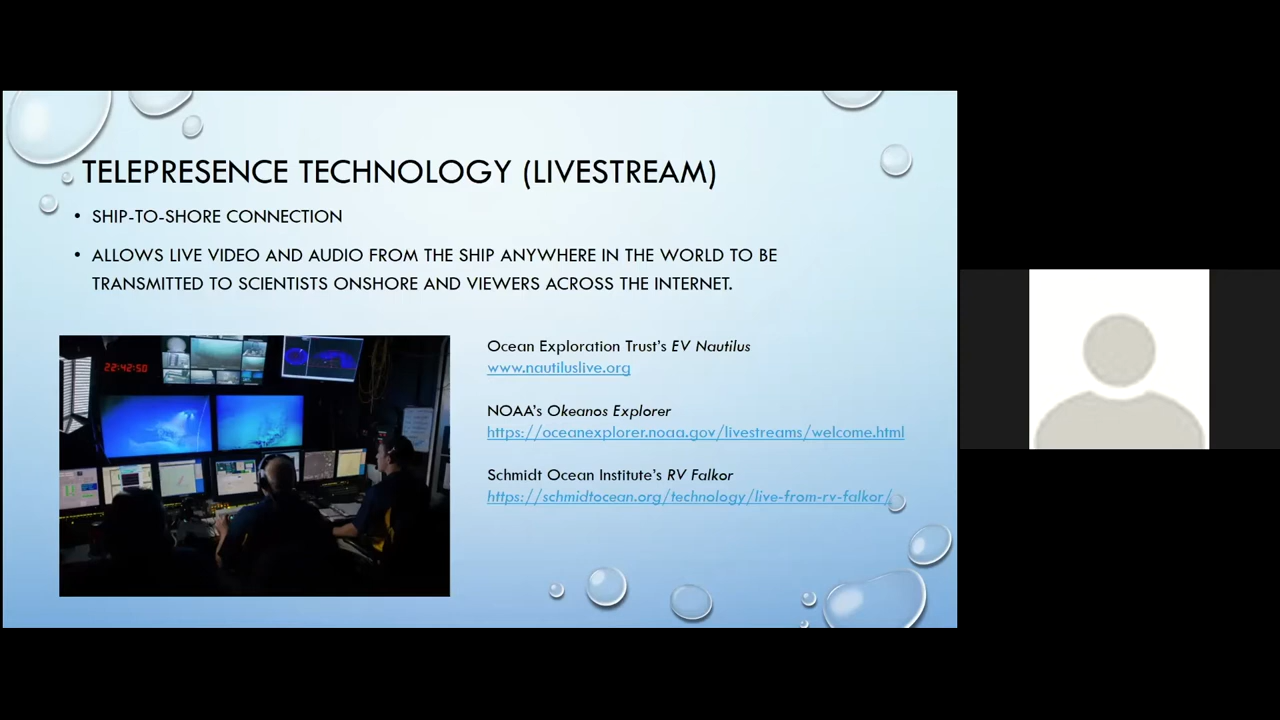 TELEPRESENCE TECHNOLOGY (LIVESTREAM)
• SHIP-TO-SHORE CONNECTION
• ALLOWS LIVE VIDEO AND AUDIO FROM THE SHIP ANYWHERE IN THE WORLD TO BE
TRANSMITTED TO SCIENTISTS ONSHORE AND VIEWERS ACROSS THE INTERNET.
22:42:50
Ocean Exploration Trust's EV Nautilus
www.nautiluslive.org
NOAA's Okeanos Explorer
https://oceanexplorer.noaa.gov/livestreams/welcome.html
Schmidt Ocean Institute's RV Falkor
https://schmidtocean.org/technology/live-from-rv-falkor/